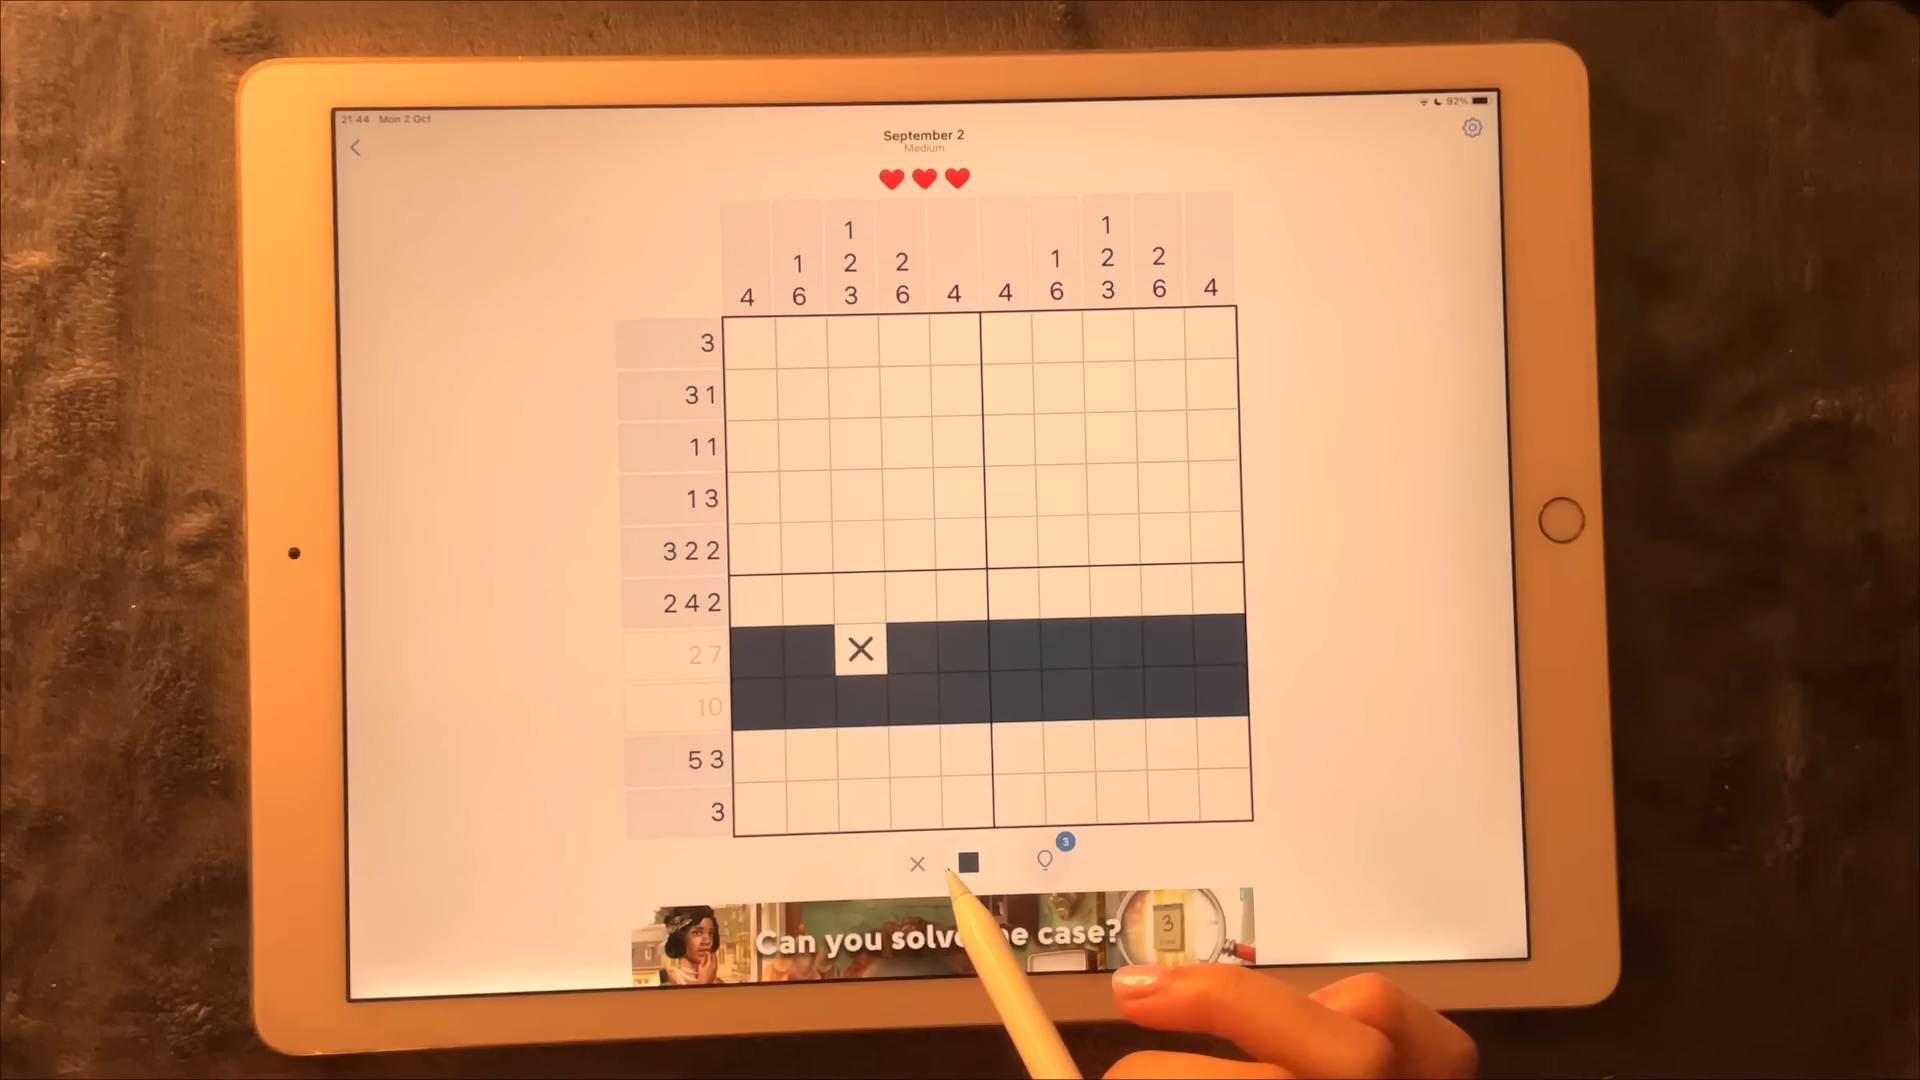 21.44 Mon 2 Oct
92%
September 2
Medium
1 1
1 2 2 1 2 2
4 6 3 6 4 4 6 3 6 4
3
3 1
1 1
1 3
3 2 2
2 4 2
2 7
10
5 3
3
3
Can you solve e case?
3